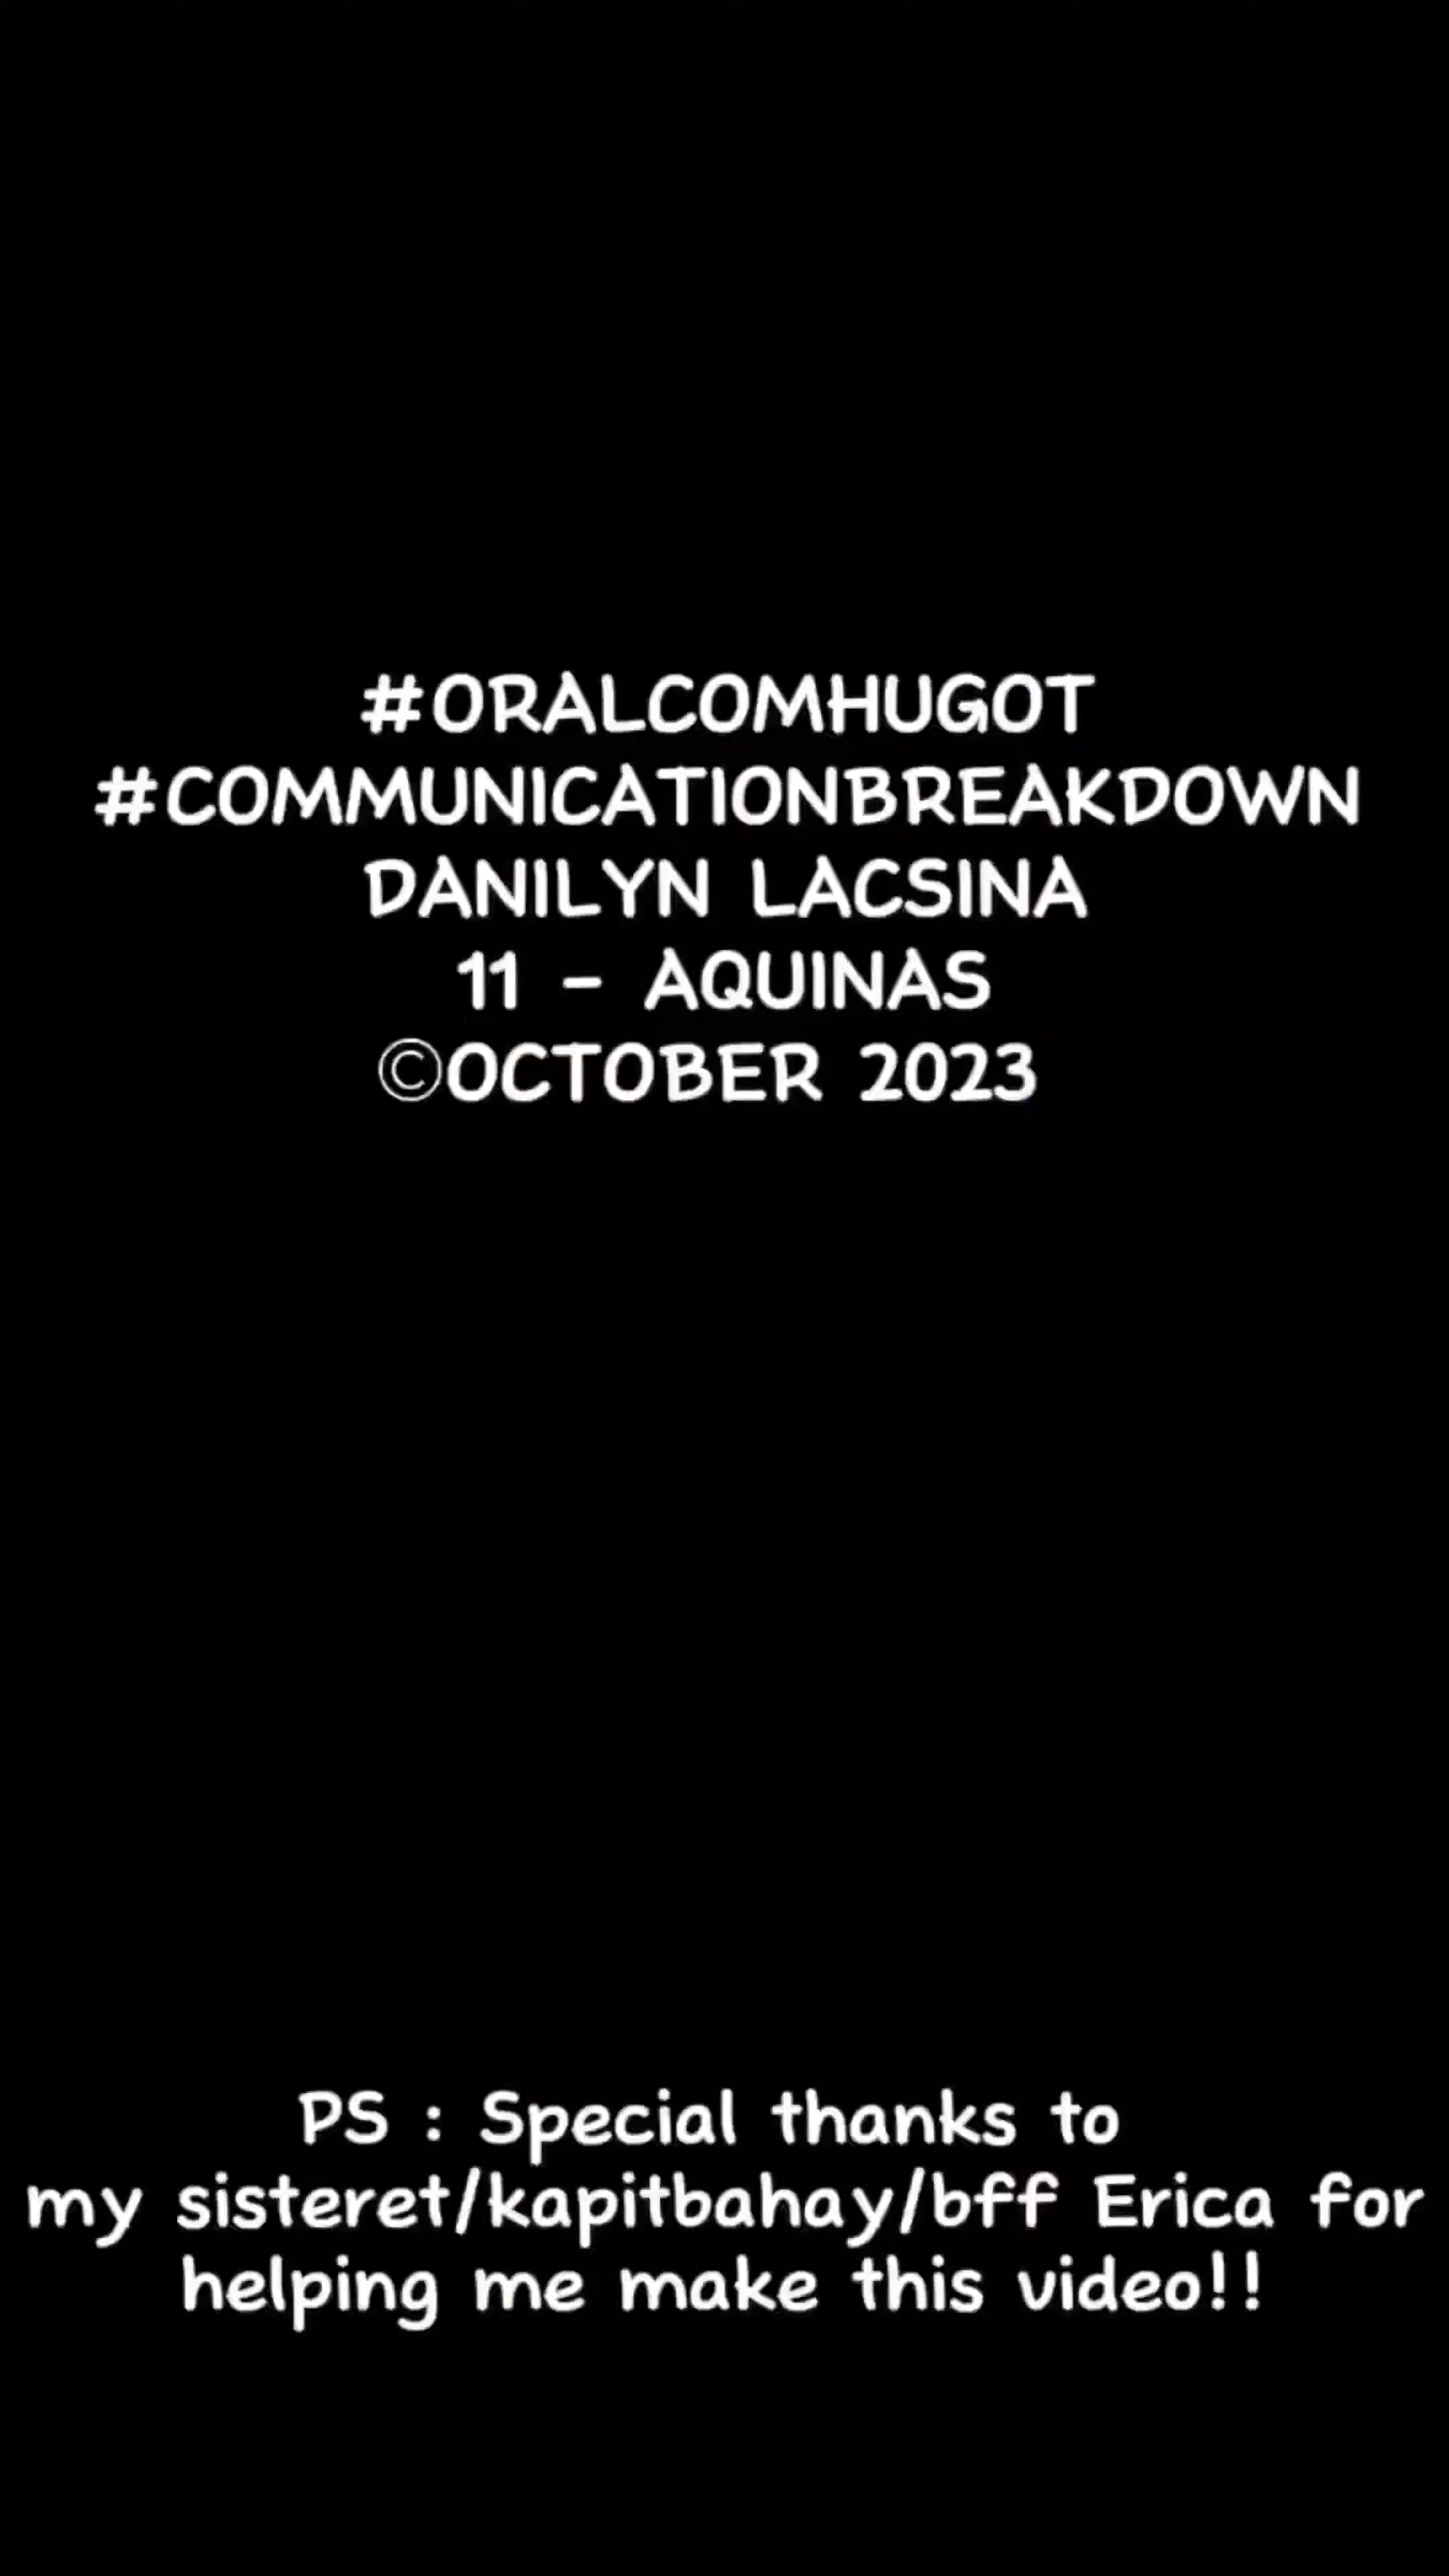 #ORALCOMHUGOT
#COMMUNICATIONBREAKDOWN
DANILYN LACSINA
11 - AQUINAS
©OCTOBER 2023
PS : Special thanks to
my sisteret/kapitbahay/bff Erica for
helping me make this video!!